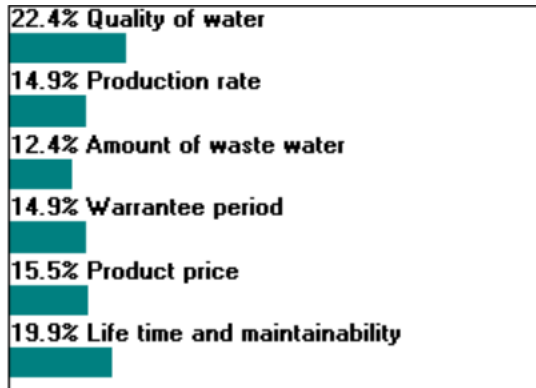 22.4% Quality of water
14.9% Production rate
12.4% Amount of waste water
14.9% Warrantee period
15.5% Product price
19.9% Life time and maintainability